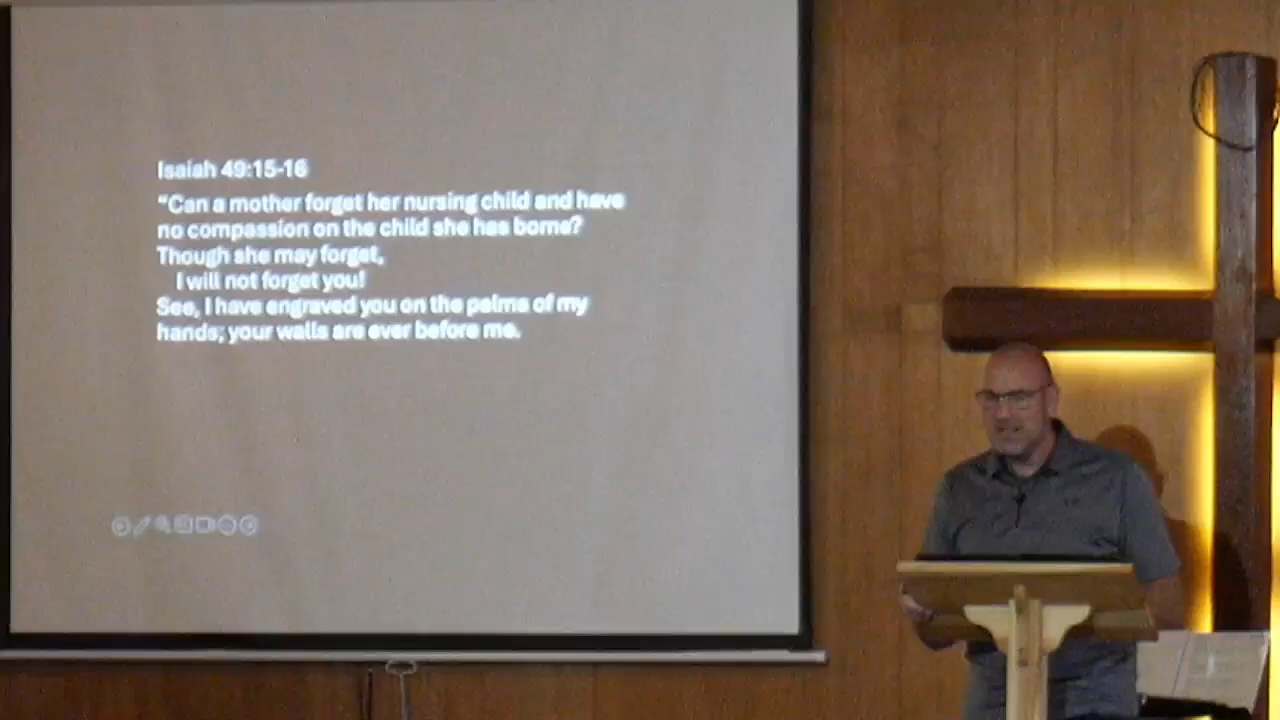 Isaiah 49:15-16
“Can a mother forget her nursing child and have
no compassion on the child she has borne?
Though she may forget,
I will not forget you!
See, I have engraved you on the palms of my
hands; your walls are ever before me.